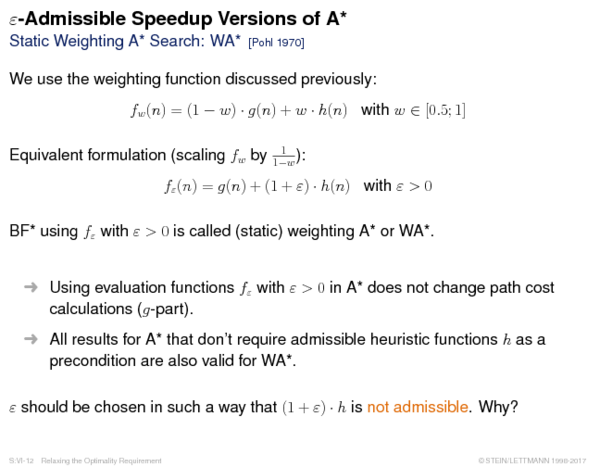 ε-Admissible Speedup Versions of A*
Static Weighting A* Search: WA* [Pohl 1970]
We use the weighting function discussed previously:
f_w(n) = (1 − w) · g(n) + w · h(n) with w ∈ [0.5; 1]
Equivalent formulation (scaling f_w by 1/(1−w)):
f_ε(n) = g(n) + (1 + ε) · h(n) with ε > 0
BF* using f_ε with ε > 0 is called (static) weighting A* or WA*.
➔ Using evaluation functions f_ε with ε > 0 in A* does not change path cost
calculations (g-part).
➔ All results for A* that don't require admissible heuristic functions h as a
precondition are also valid for WA*.
ε should be chosen in such a way that (1 + ε) · h is not admissible. Why?
S:VI-12 Relaxing the Optimality Requirement © STEIN/LETTMANN 1998-2017